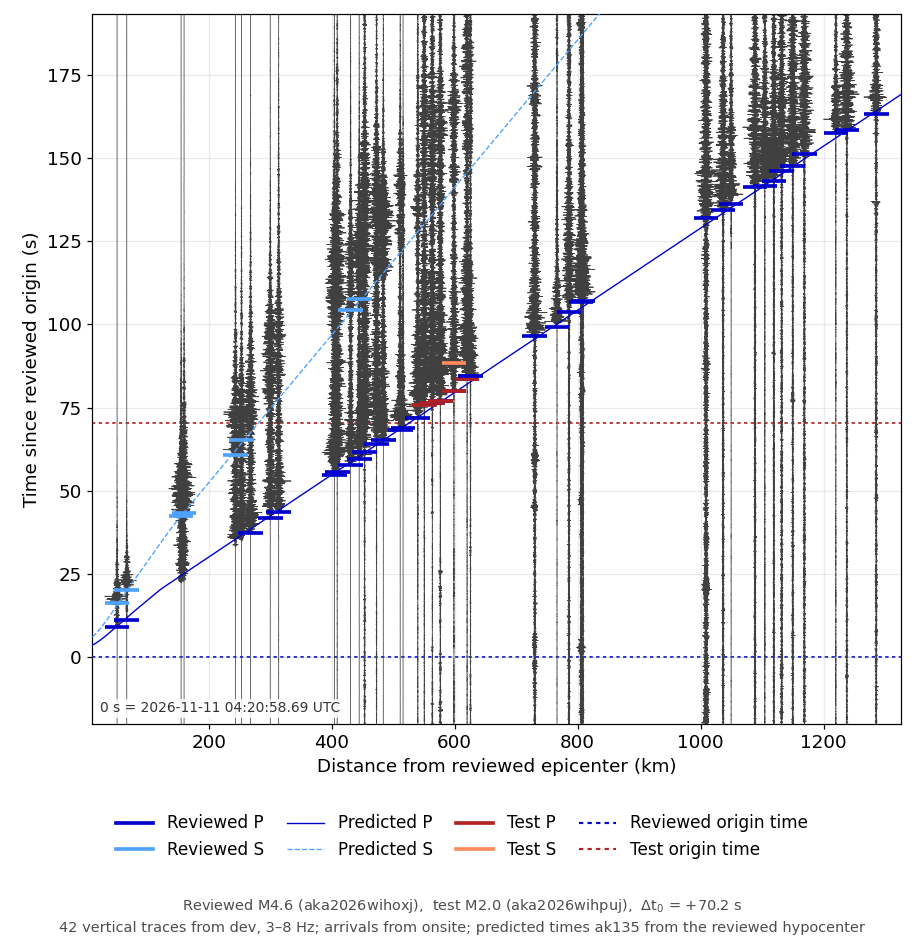 175
150
125
100
75
50
25
0
Time since reviewed origin (s)
0 s = 2026-11-11 04:20:58.69 UTC
200 400 600 800 1000 1200
Distance from reviewed epicenter (km)
Reviewed P Predicted P Test P Reviewed origin time
Reviewed S Predicted S Test S Test origin time
Reviewed M4.6 (aka2026wihoxj), test M2.0 (aka2026wihpuj), Δt₀ = +70.2 s
42 vertical traces from dev, 3–8 Hz; arrivals from onsite; predicted times ak135 from the reviewed hypocenter